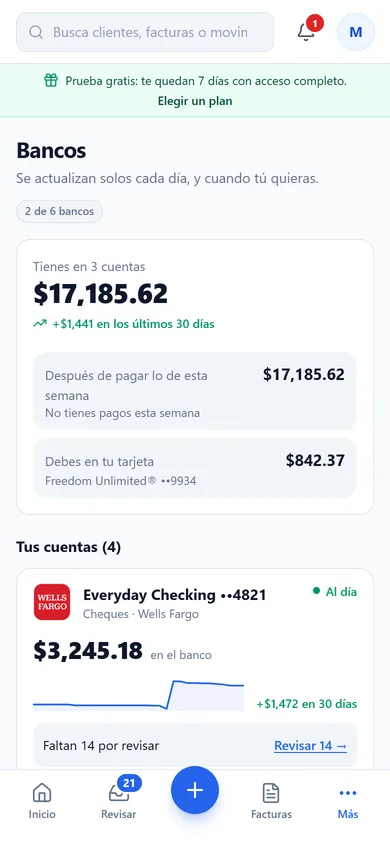 Busca clientes, facturas o movin
1
M
Prueba gratis: te quedan 7 días con acceso completo.
Elegir un plan
Bancos
Se actualizan solos cada día, y cuando tú quieras.
2 de 6 bancos
Tienes en 3 cuentas
$17,185.62
+$1,441 en los últimos 30 días
Después de pagar lo de esta semana
$17,185.62
No tienes pagos esta semana
Debes en tu tarjeta
$842.37
Freedom Unlimited® ••9934
Tus cuentas (4)
WELLS
FARGO
Everyday Checking ••4821
Al día
Cheques · Wells Fargo
$3,245.18 en el banco
+$1,472 en 30 días
Faltan 14 por revisar
Revisar 14 →
21
Inicio
Revisar
Facturas
Más